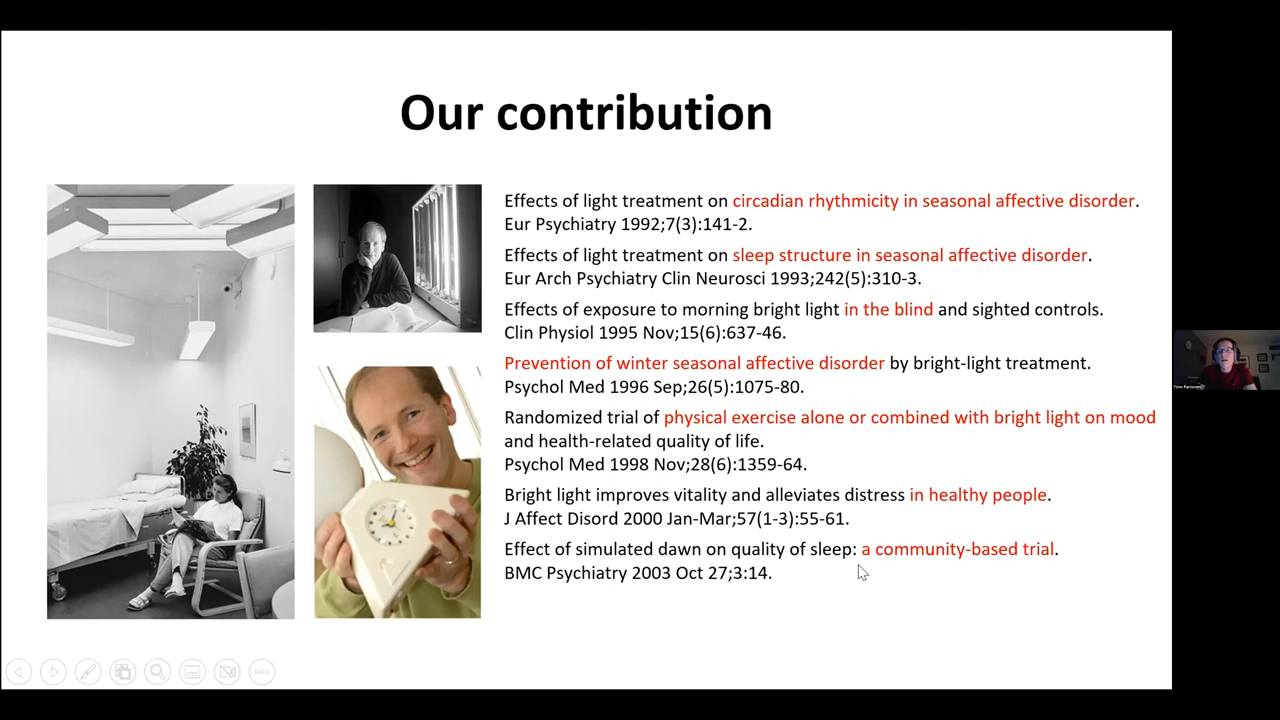 Our contribution
Effects of light treatment on circadian rhythmicity in seasonal affective disorder.
Eur Psychiatry 1992;7(3):141-2.
Effects of light treatment on sleep structure in seasonal affective disorder.
Eur Arch Psychiatry Clin Neurosci 1993;242(5):310-3.
Effects of exposure to morning bright light in the blind and sighted controls.
Clin Physiol 1995 Nov;15(6):637-46.
Prevention of winter seasonal affective disorder by bright-light treatment.
Psychol Med 1996 Sep;26(5):1075-80.
Randomized trial of physical exercise alone or combined with bright light on mood
and health-related quality of life.
Psychol Med 1998 Nov;28(6):1359-64.
Bright light improves vitality and alleviates distress in healthy people.
J Affect Disord 2000 Jan-Mar;57(1-3):55-61.
Effect of simulated dawn on quality of sleep: a community-based trial.
BMC Psychiatry 2003 Oct 27;3:14.
Timo Partonen